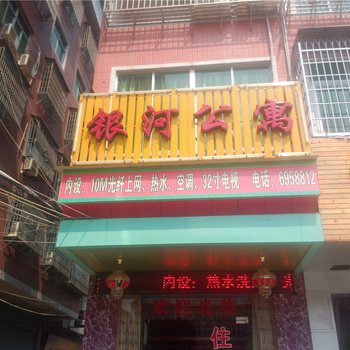 银河公寓
内设：10M光纤上网、热水、空调、32寸电视 电话：6958812
内设：热水洗
住